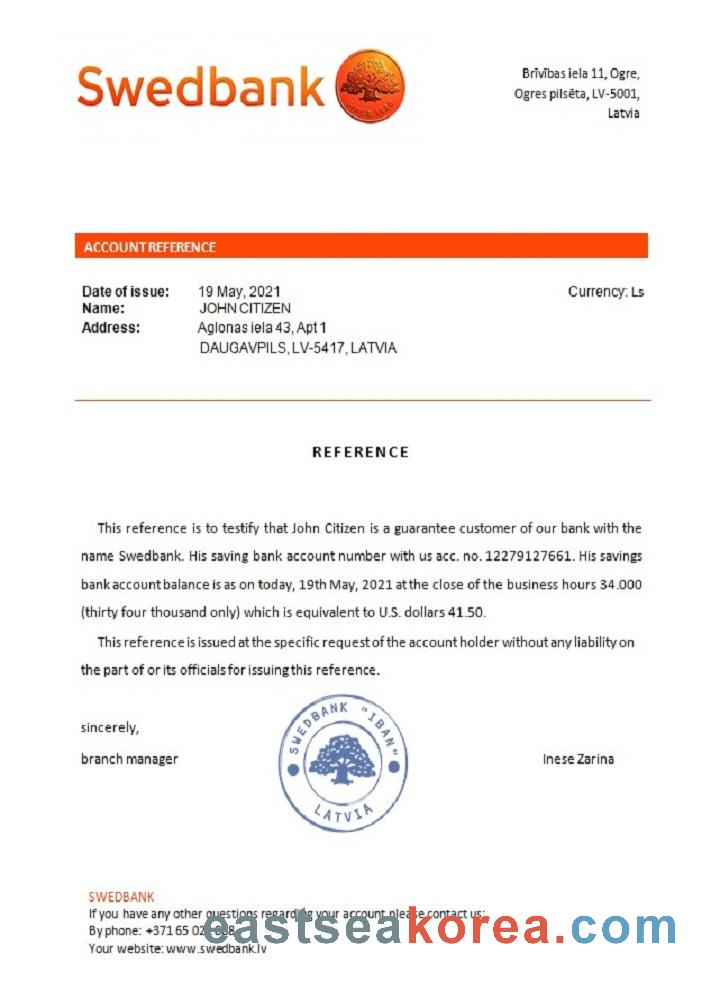 Swedbank
Brīvības iela 11, Ogre,
Ogres pilsēta, LV-5001,
Latvia
ACCOUNT REFERENCE
Date of issue: 19 May, 2021
Currency: Ls
Name: JOHN CITIZEN
Address: Aglonas iela 43, Apt 1
DAUGAVPILS, LV-5417, LATVIA
REFERENCE
This reference is to testify that John Citizen is a guarantee customer of our bank with the
name Swedbank. His saving bank account number with us acc. no. 12279127661. His savings
bank account balance is as on today, 19th May, 2021 at the close of the business hours 34.000
(thirty four thousand only) which is equivalent to U.S. dollars 41.50.
This reference is issued at the specific request of the account holder without any liability on
the part of or its officials for issuing this reference.
sincerely,
branch manager
SWEDBANK "IBAN"
LATVIA
Inese Zarina
SWEDBANK
If you have any other questions regarding your account please contact us:
By phone: +371 65 02
Your website: www.swedbank.lv
eastseakorea.com